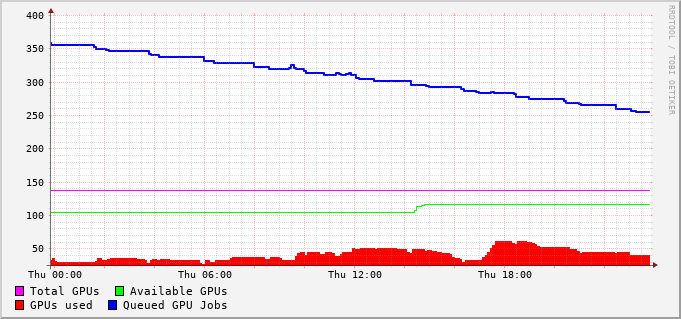 400
350
300
250
200
150
100
50
Thu 00:00 Thu 06:00 Thu 12:00 Thu 18:00
Total GPUs Available GPUs
GPUs used Queued GPU Jobs
RRDTOOL / TOBI OETIKER